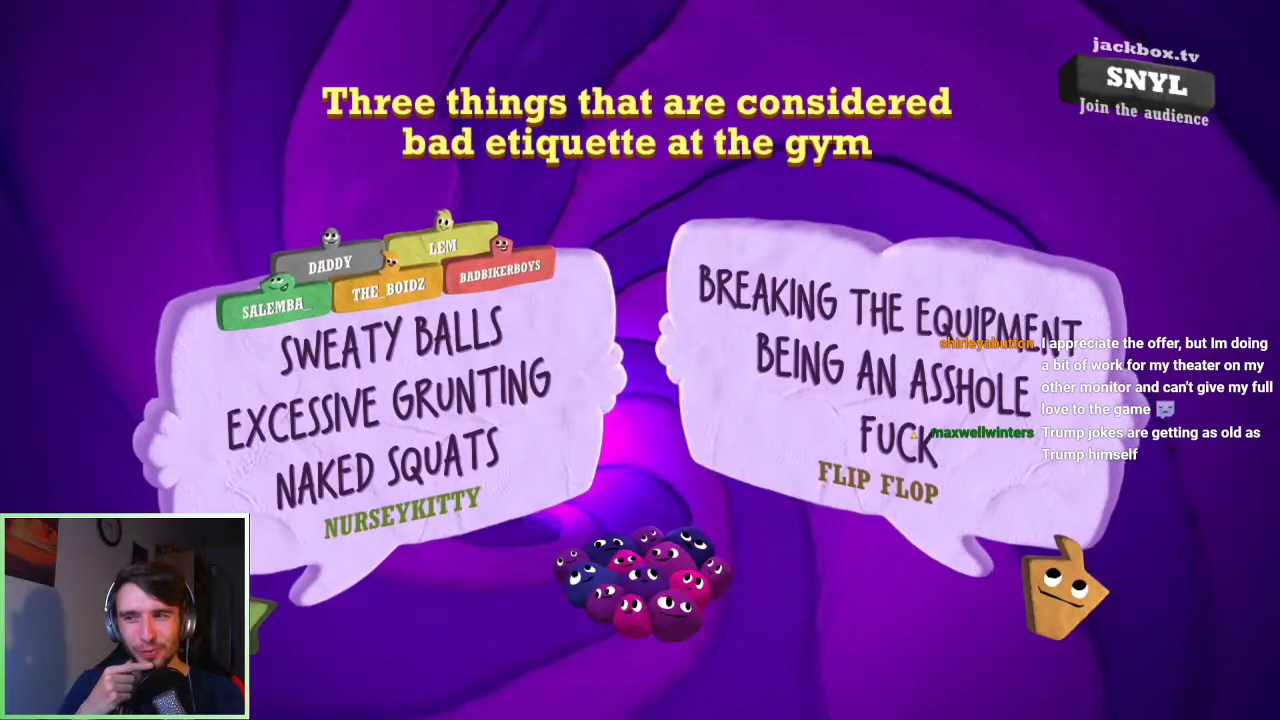 jackbox.tv
SNYL
Join the audience
Three things that are considered
bad etiquette at the gym
DADDY
LEM
SALEMBA_
THE_BOIDZ
BADBIKERBOYS
SWEATY BALLS
EXCESSIVE GRUNTING
NAKED SQUATS
NURSEYKITTY
BREAKING THE EQUIPMENT
BEING AN ASSHOLE
FUCK
FLIP FLOP
shirleyabutton I appreciate the offer, but Im doing
a bit of work for my theater on my
other monitor and can't give my full
love to the game
maxwellwinters Trump jokes are getting as old as
Trump himself